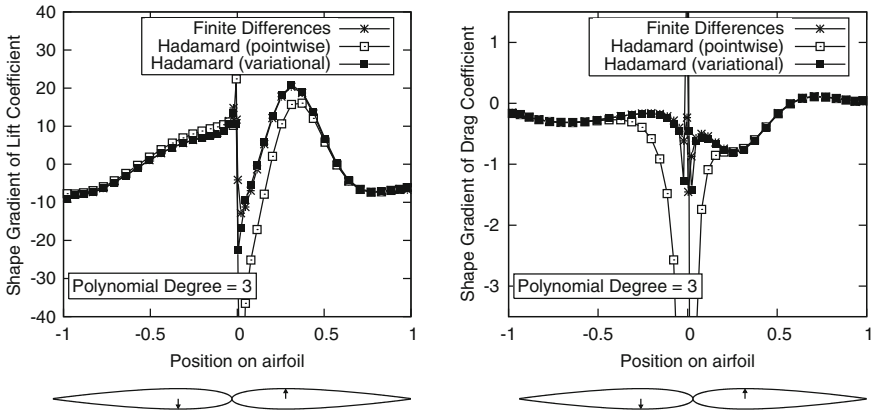 Finite Differences
Hadamard (pointwise)
Hadamard (variational)
40
30
20
10
0
-10
-20
-30
-40
Shape Gradient of Lift Coefficient
Polynomial Degree = 3
-1
-0.5
0
0.5
1
Position on airfoil
Finite Differences
Hadamard (pointwise)
Hadamard (variational)
1
0
-1
-2
-3
Shape Gradient of Drag Coefficient
Polynomial Degree = 3
-1
-0.5
0
0.5
1
Position on airfoil